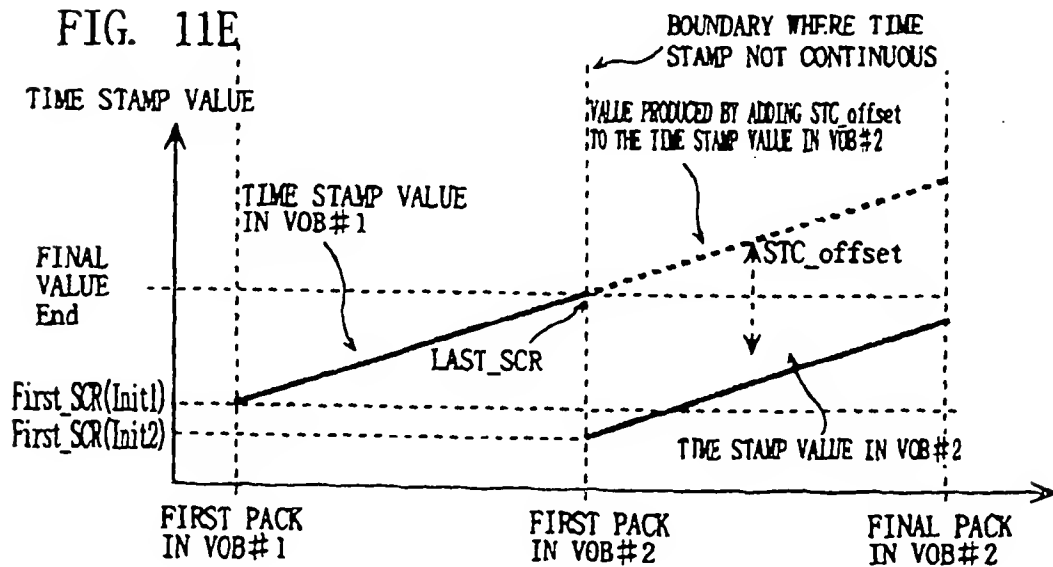 FIG. 11E
BOUNDARY WHERE TIME
STAMP NOT CONTINUOUS
TIME STAMP VALUE
VALUE PRODUCED BY ADDING STC_offset
TO THE TIME STAMP VALUE IN VOB#2
TIME STAMP VALUE
IN VOB#1
STC_offset
FINAL
VALUE
End
LAST_SCR
First_SCR(Init1)
First_SCR(Init2)
TIME STAMP VALUE IN VOB#2
FIRST PACK
IN VOB#1
FIRST PACK
IN VOB#2
FINAL PACK
IN VOB#2